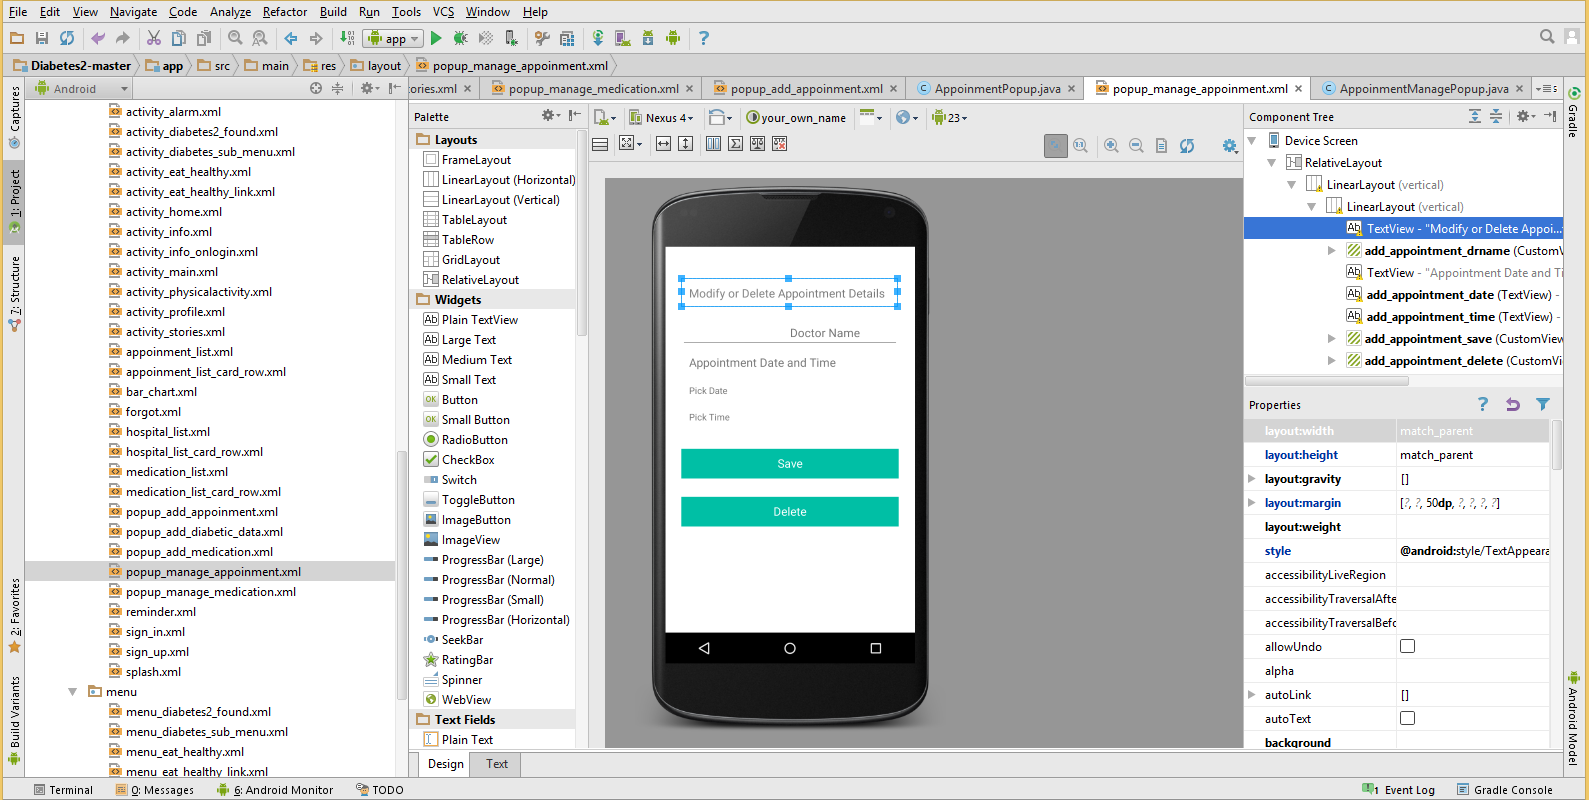 File Edit View Navigate Code Analyze Refactor Build Run Tools VCS Window Help
app
Diabetes2-master app src main res layout popup_manage_appoinment.xml
Android
tories.xml popup_manage_medication.xml popup_add_appointment.xml AppoinmentPopup.java popup_manage_appoinment.xml AppoinmentManagePopup.java
Captures
1: Project
7: Structure
2: Favorites
Build Variants
activity_alarm.xml
activity_diabetes2_found.xml
activity_diabetes_sub_menu.xml
activity_eat_healthy.xml
activity_eat_healthy_link.xml
activity_home.xml
activity_info.xml
activity_info_onlogin.xml
activity_main.xml
activity_physicalactivity.xml
activity_profile.xml
activity_stories.xml
appoinment_list.xml
appoinment_list_card_row.xml
bar_chart.xml
forgot.xml
hospital_list.xml
hospital_list_card_row.xml
medication_list.xml
medication_list_card_row.xml
popup_add_appoinment.xml
popup_add_diabetic_data.xml
popup_add_medication.xml
popup_manage_appoinment.xml
popup_manage_medication.xml
reminder.xml
sign_in.xml
sign_up.xml
splash.xml
menu
menu_diabetes2_found.xml
menu_diabetes_sub_menu.xml
menu_eat_healthy.xml
menu_eat_healthy_link.xml
Palette
Layouts
FrameLayout
LinearLayout (Horizontal)
LinearLayout (Vertical)
TableLayout
TableRow
GridLayout
RelativeLayout
Widgets
Plain TextView
Large Text
Medium Text
Small Text
Button
Small Button
RadioButton
CheckBox
Switch
ToggleButton
ImageButton
ImageView
ProgressBar (Large)
ProgressBar (Normal)
ProgressBar (Small)
ProgressBar (Horizontal)
SeekBar
RatingBar
Spinner
WebView
Text Fields
Plain Text
Nexus 4 your_own_name 23
Modify or Delete Appointment Details
Doctor Name
Appointment Date and Time
Pick Date
Pick Time
Save
Delete
Design Text
Component Tree
Device Screen
RelativeLayout
LinearLayout (vertical)
LinearLayout (vertical)
TextView - "Modify or Delete Appoi...
add_appointment_drname (CustomV
TextView - "Appointment Date and Ti
add_appointment_date (TextView) -
add_appointment_time (TextView) -
add_appointment_save (CustomView
add_appointment_delete (CustomVie
Properties
layout:width match_parent
layout:height match_parent
layout:gravity []
layout:margin [?, ?, 50dp, ?, ?, ?, ?]
layout:weight
style @android:style/TextAppeara
accessibilityLiveRegion
accessibilityTraversalAfte
accessibilityTraversalBefo
allowUndo
alpha
autoLink []
autoText
background
Gradle
Android Model
Terminal 0: Messages 6: Android Monitor TODO 1 Event Log Gradle Console